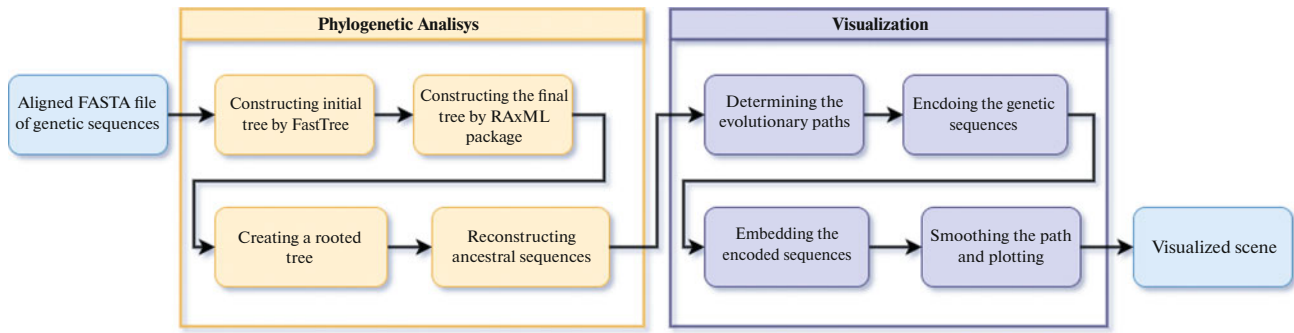 Phylogenetic Analisys
Visualization
Aligned FASTA file
of genetic sequences
Constructing initial
tree by FastTree
Constructing the final
tree by RAxML
package
Creating a rooted
tree
Reconstructing
ancestral sequences
Determining the
evolutionary paths
Encdoing the genetic
sequences
Embedding the
encoded sequences
Smoothing the path
and plotting
Visualized scene